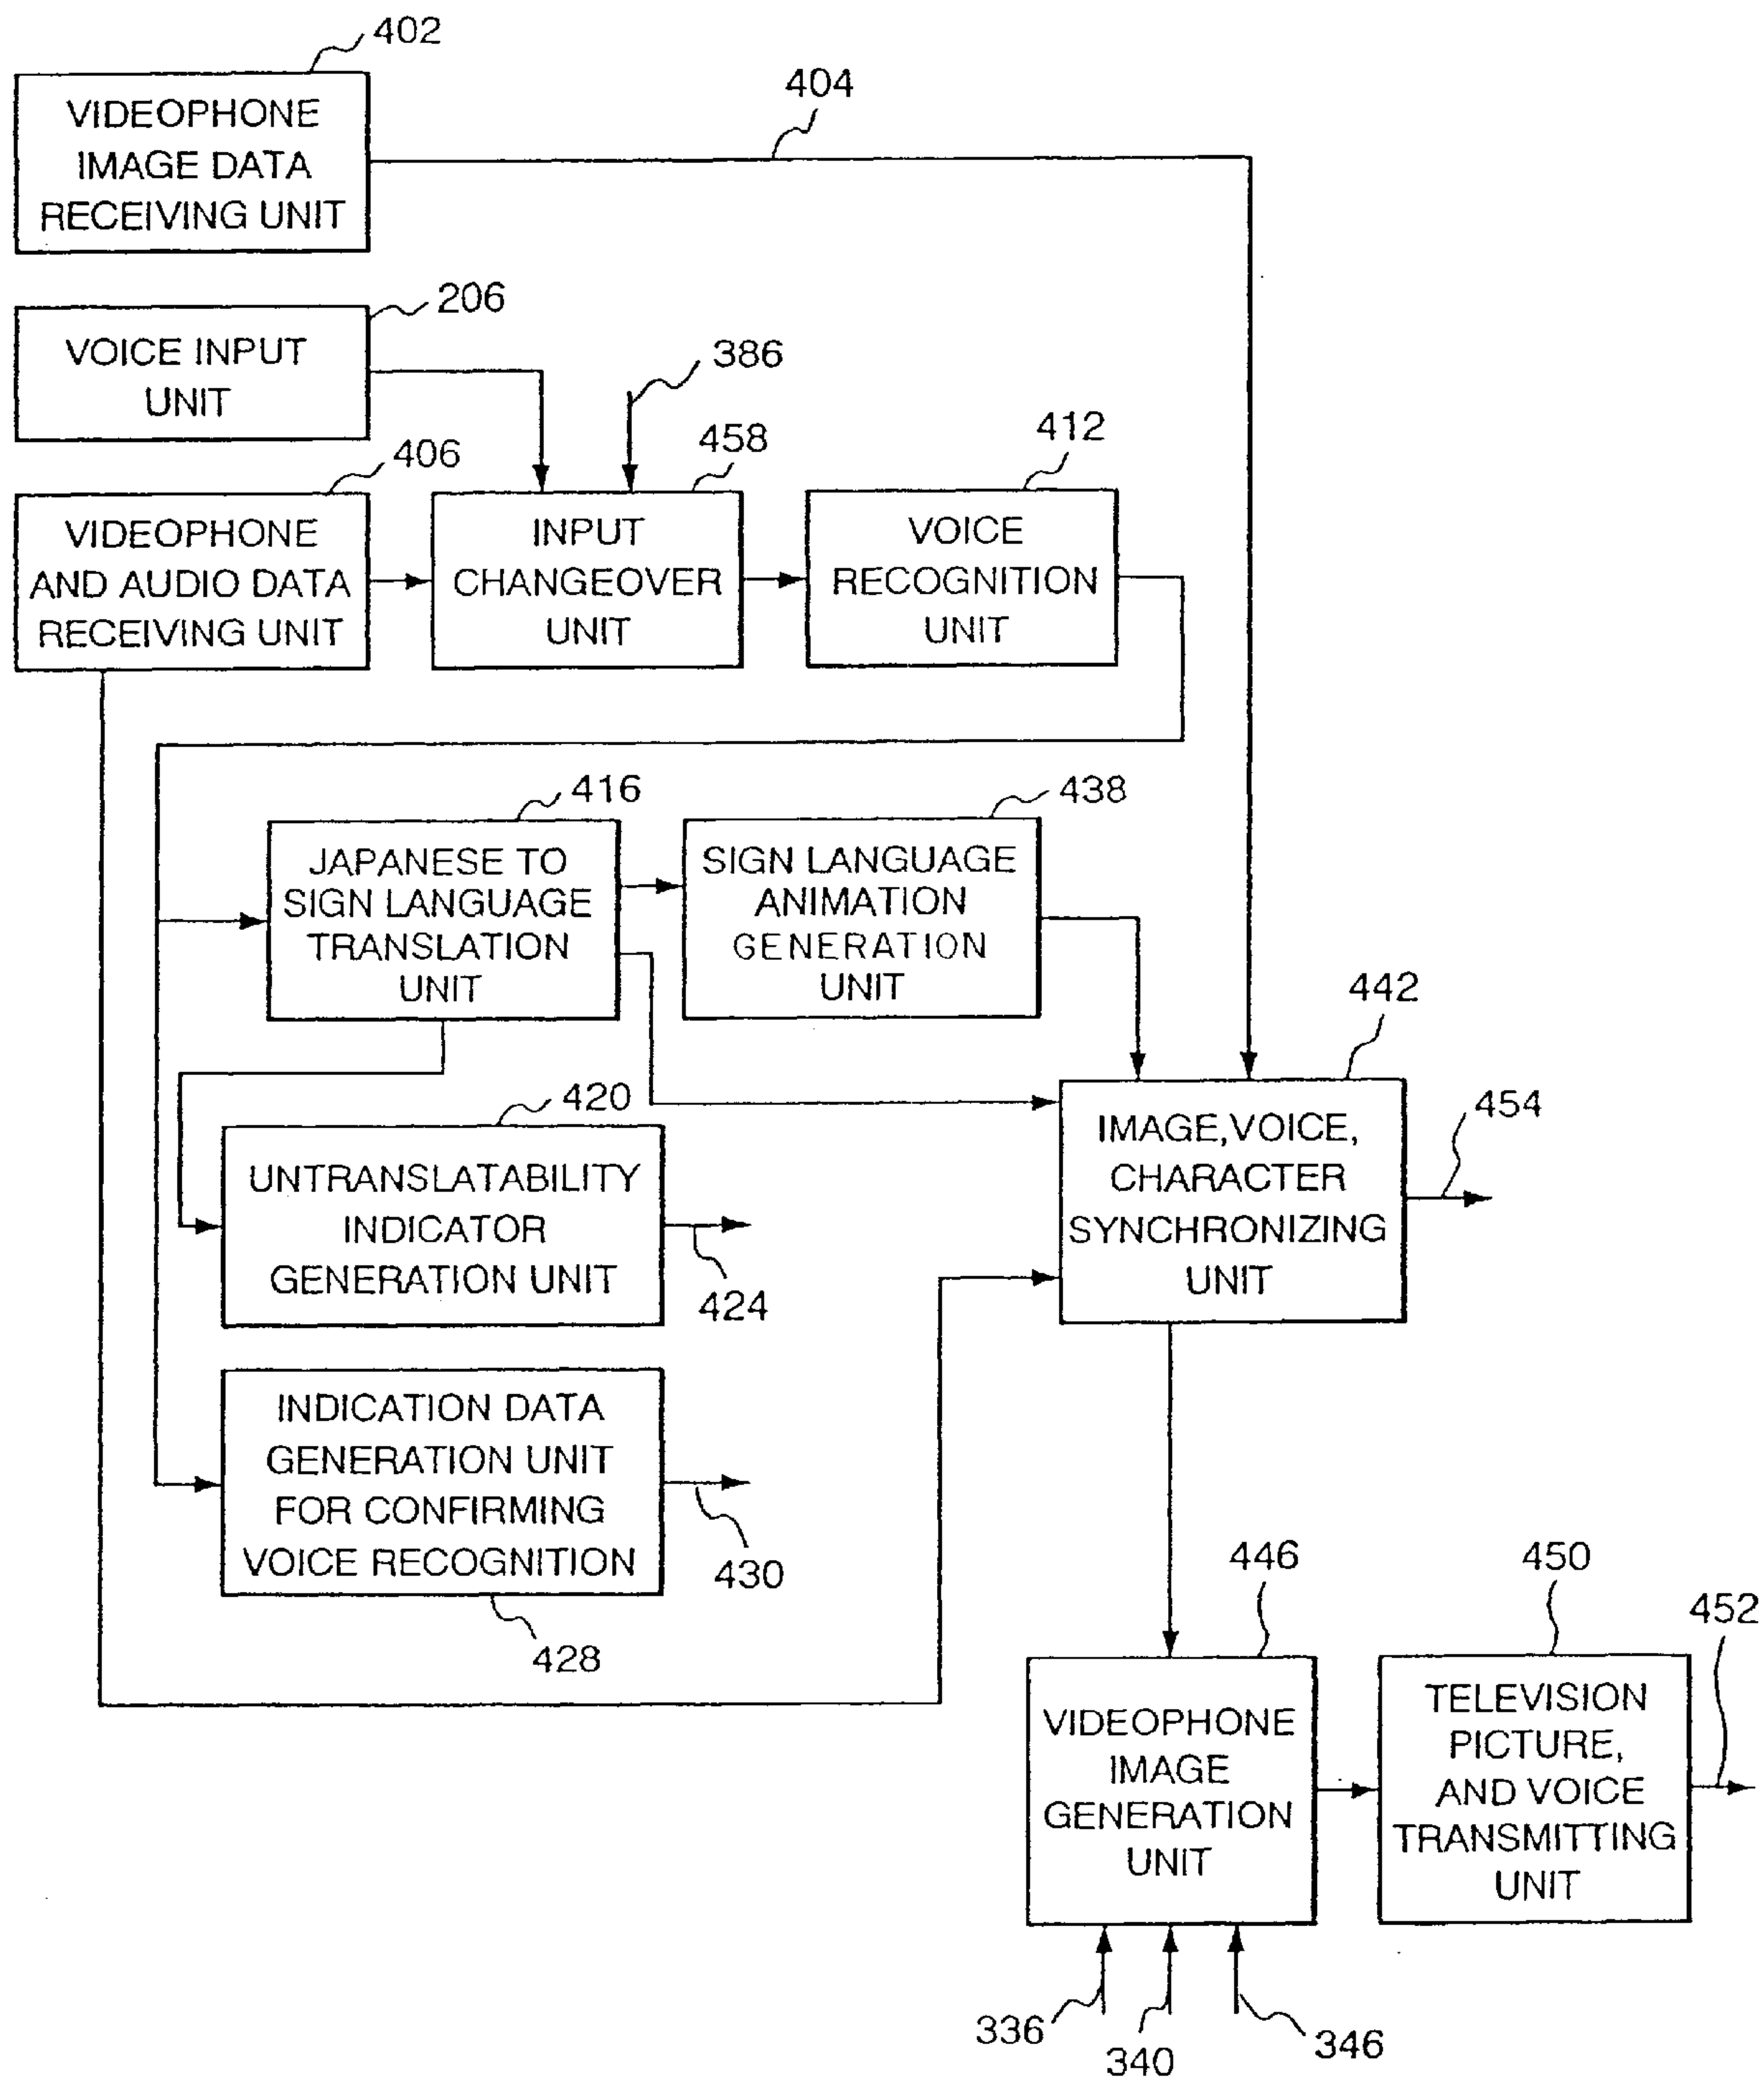 402
VIDEOPHONE
IMAGE DATA
RECEIVING UNIT
404
206
VOICE INPUT
UNIT
386
406
VIDEOPHONE
AND AUDIO DATA
RECEIVING UNIT
458
INPUT
CHANGEOVER
UNIT
412
VOICE
RECOGNITION
UNIT
416
JAPANESE TO
SIGN LANGUAGE
TRANSLATION
UNIT
438
SIGN LANGUAGE
ANIMATION
GENERATION
UNIT
442
IMAGE, VOICE,
CHARACTER
SYNCHRONIZING
UNIT
454
420
UNTRANSLATABILITY
INDICATOR
GENERATION UNIT
424
INDICATION DATA
GENERATION UNIT
FOR CONFIRMING
VOICE RECOGNITION
430
428
446
VIDEOPHONE
IMAGE
GENERATION
UNIT
450
TELEVISION
PICTURE,
AND VOICE
TRANSMITTING
UNIT
452
336
340
346